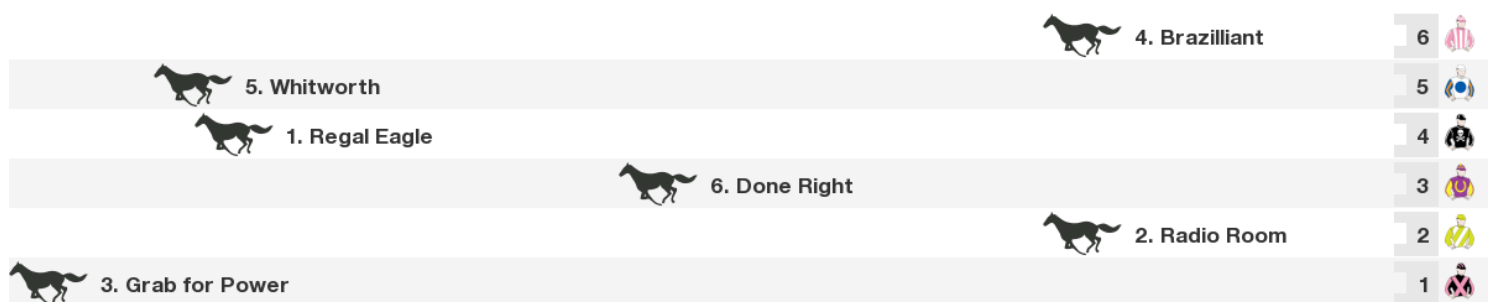 4. Brazilliant 6
5. Whitworth 5
1. Regal Eagle 4
6. Done Right 3
2. Radio Room 2
3. Grab for Power 1